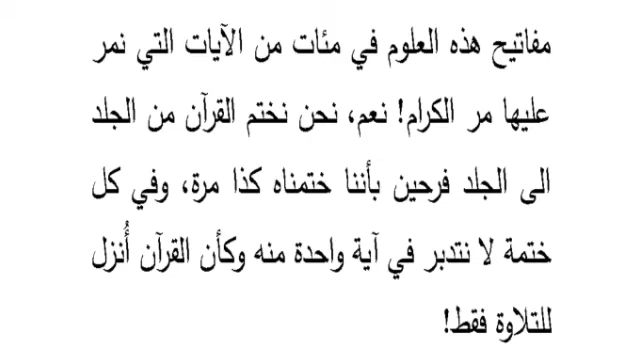 مفاتيح هذه العلوم في مئات من الآيات التي نمر
عليها مر الكرام! نعم، نحن نختم القرآن من الجلد
الى الجلد فرحين بأننا ختمناه كذا مرة، وفي كل
ختمة لا نتدبر في آية واحدة منه وكأن القرآن أُنزل
للتلاوة فقط!